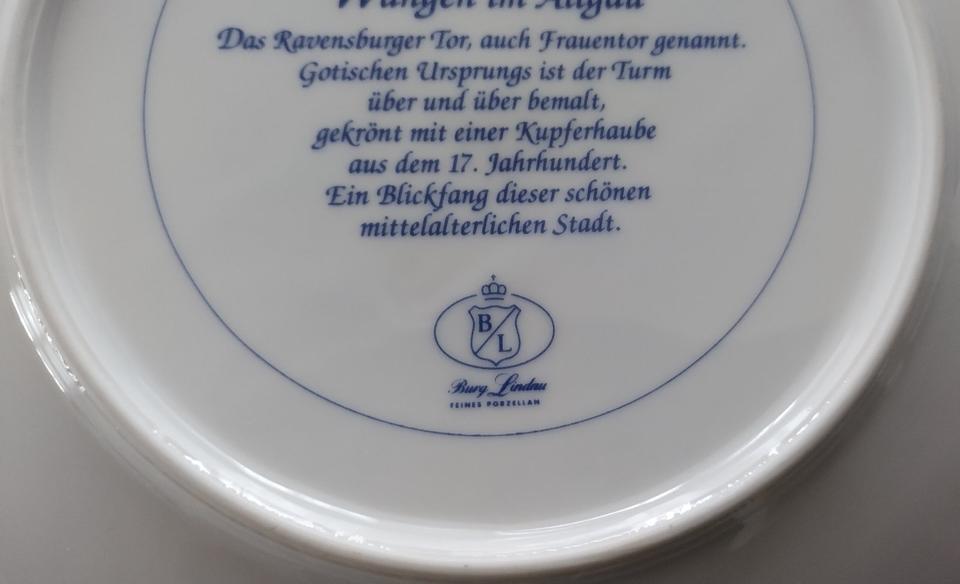 Wangen im Allgäu
Das Ravensburger Tor, auch Frauentor genannt.
Gotischen Ursprungs ist der Turm
über und über bemalt,
gekrönt mit einer Kupferhaube
aus dem 17. Jahrhundert.
Ein Blickfang dieser schönen
mittelalterlichen Stadt.
B
L
Burg Lindau
FEINES PORZELLAN